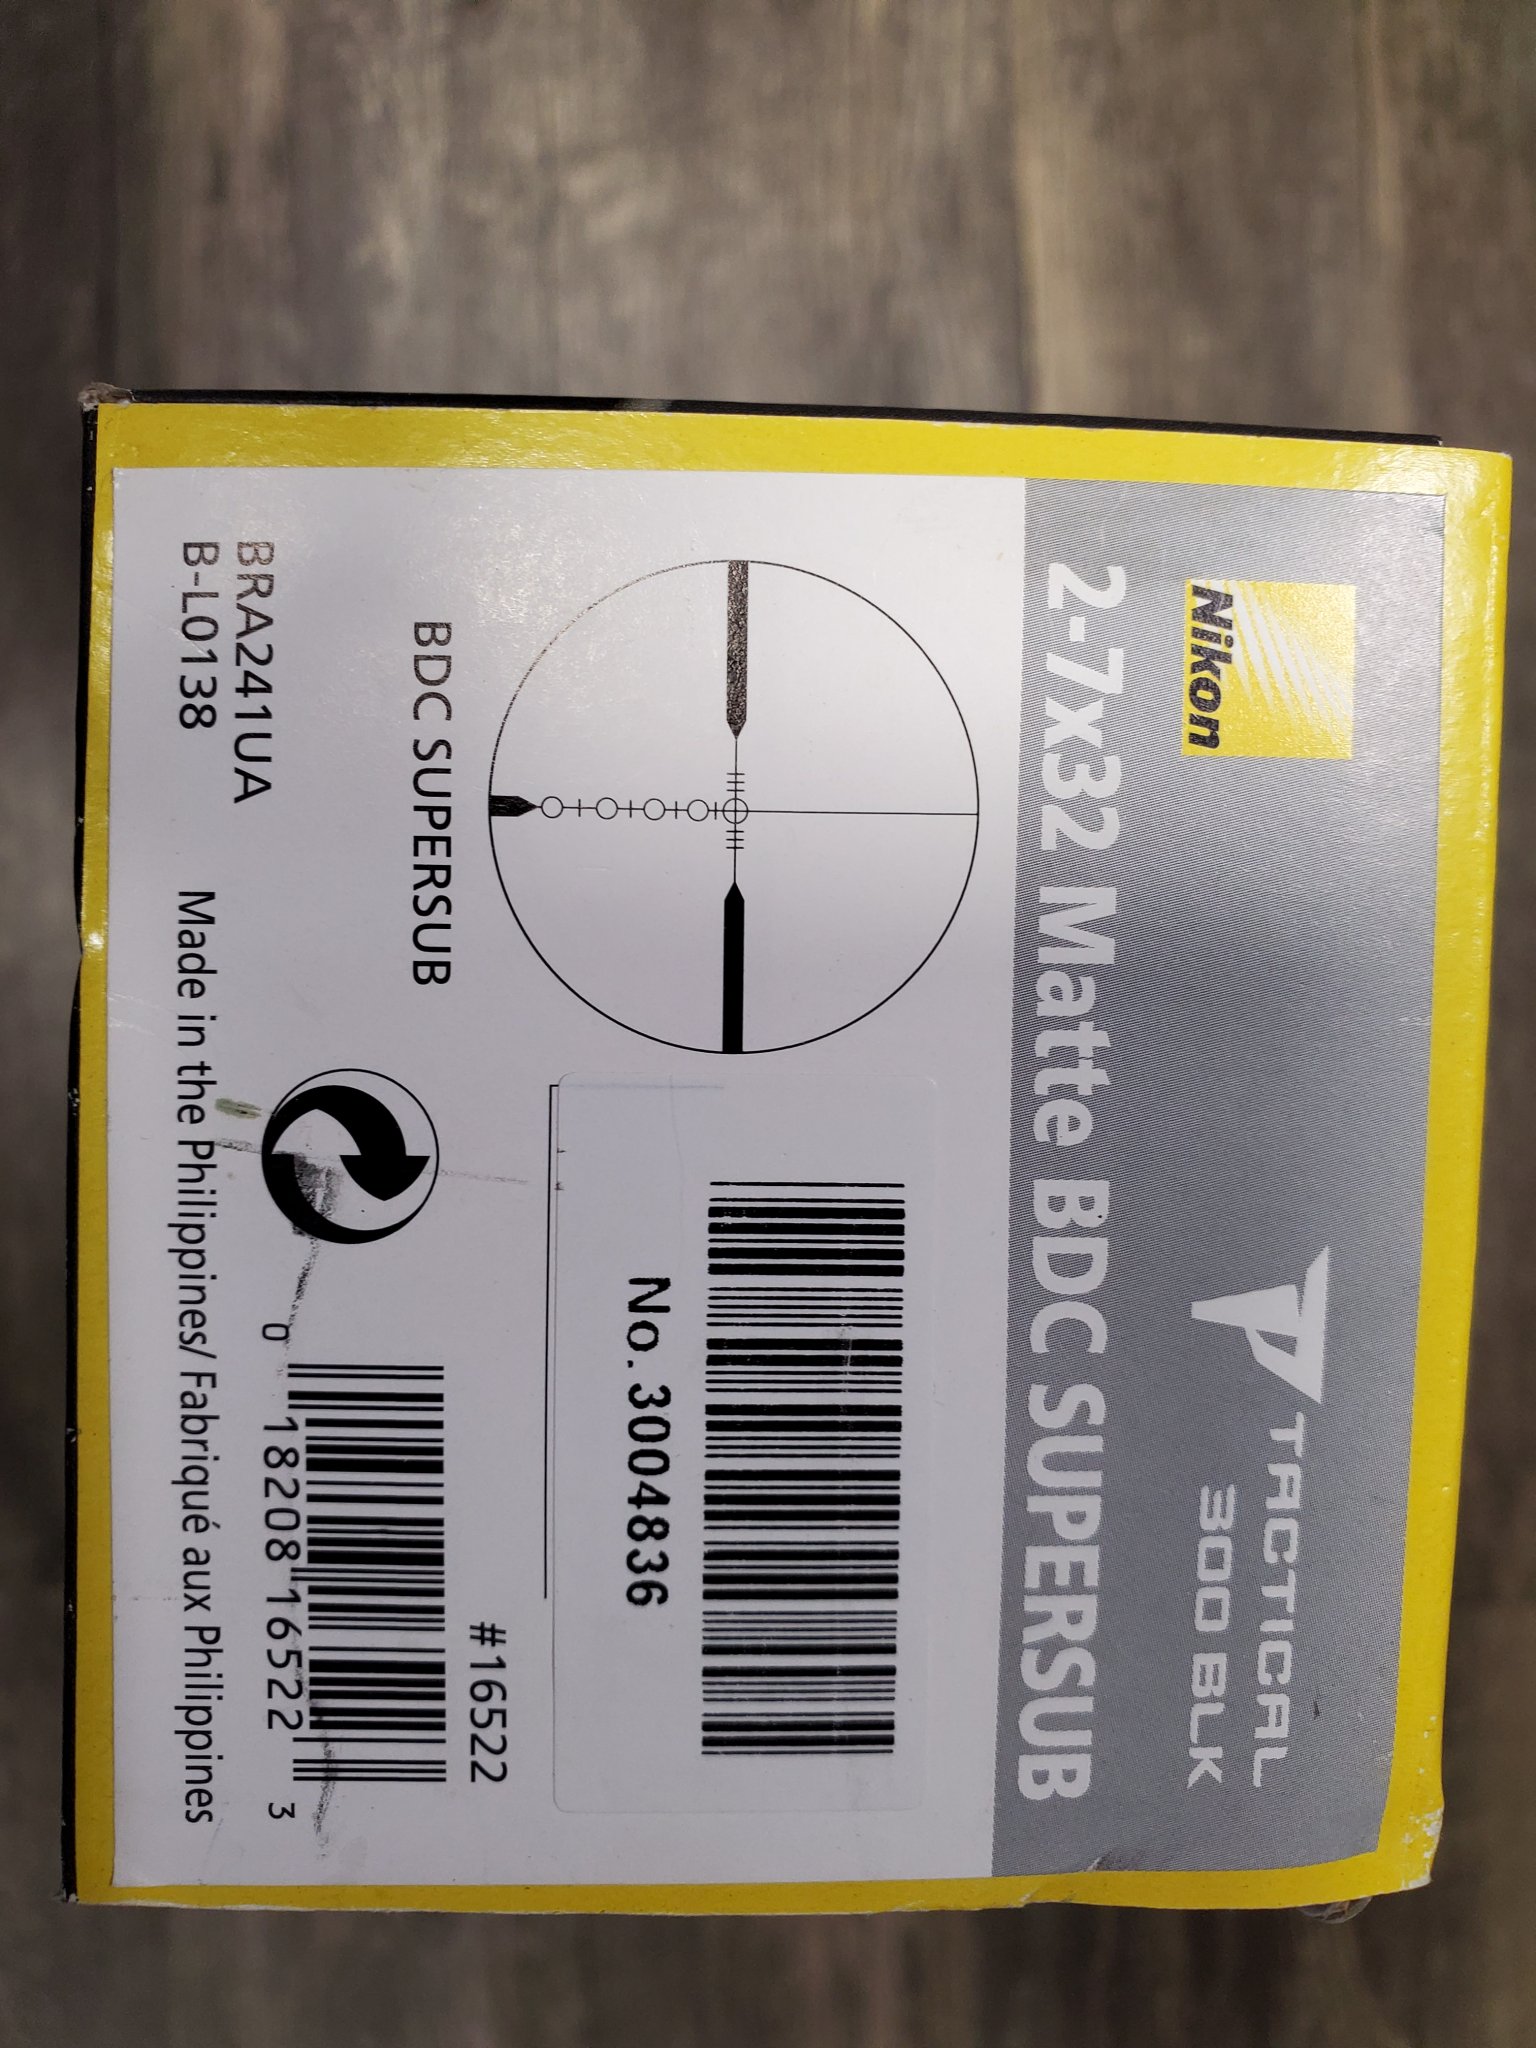 Nikon
TACTICAL
300 BLK
2-7x32 Matte BDC SUPERSUB
No. 3004836
BDC SUPERSUB
#16522
BRA241UA
B-L0138
0 18208 16522 3
Made in the Philippines/ Fabriqué aux Philippines